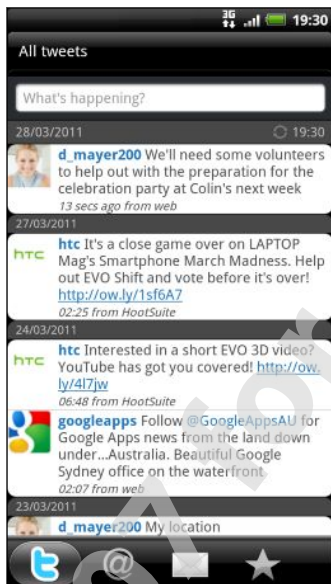 3G 19:30
All tweets
What's happening?
28/03/2011 19:30
d_mayer200 We'll need some volunteers
to help out with the preparation for the
celebration party at Colin's next week
13 secs ago from web
27/03/2011
hTC
htc It's a close game over on LAPTOP
Mag's Smartphone March Madness. Help
out EVO Shift and vote before it's over!
http://ow.ly/1sf6A7
02:25 from HootSuite
24/03/2011
hTC
htc Interested in a short EVO 3D video?
YouTube has got you covered! http://ow.
ly/4l7jw
06:48 from HootSuite
googleapps Follow @GoogleAppsAU for
Google Apps news from the land down
under...Australia. Beautiful Google
Sydney office on the waterfront
02:07 from web
23/03/2011
d_mayer200 My location
@